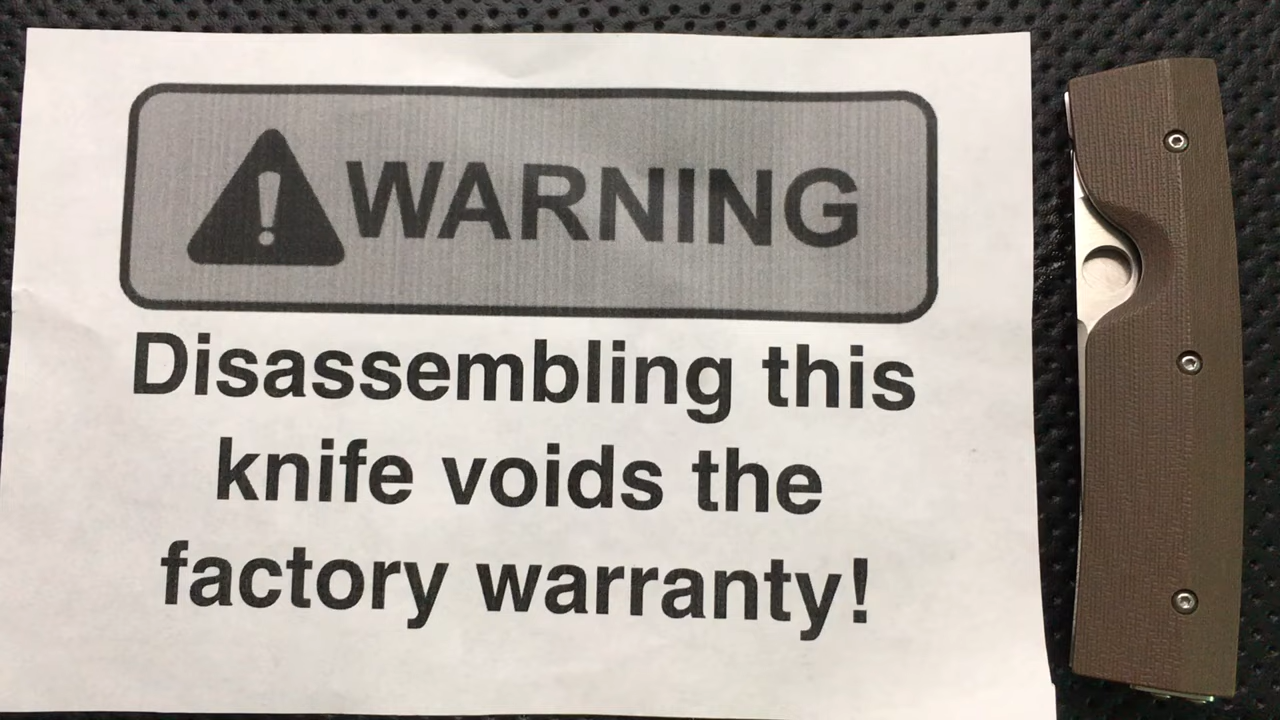 WARNING
Disassembling this
knife voids the
factory warranty!